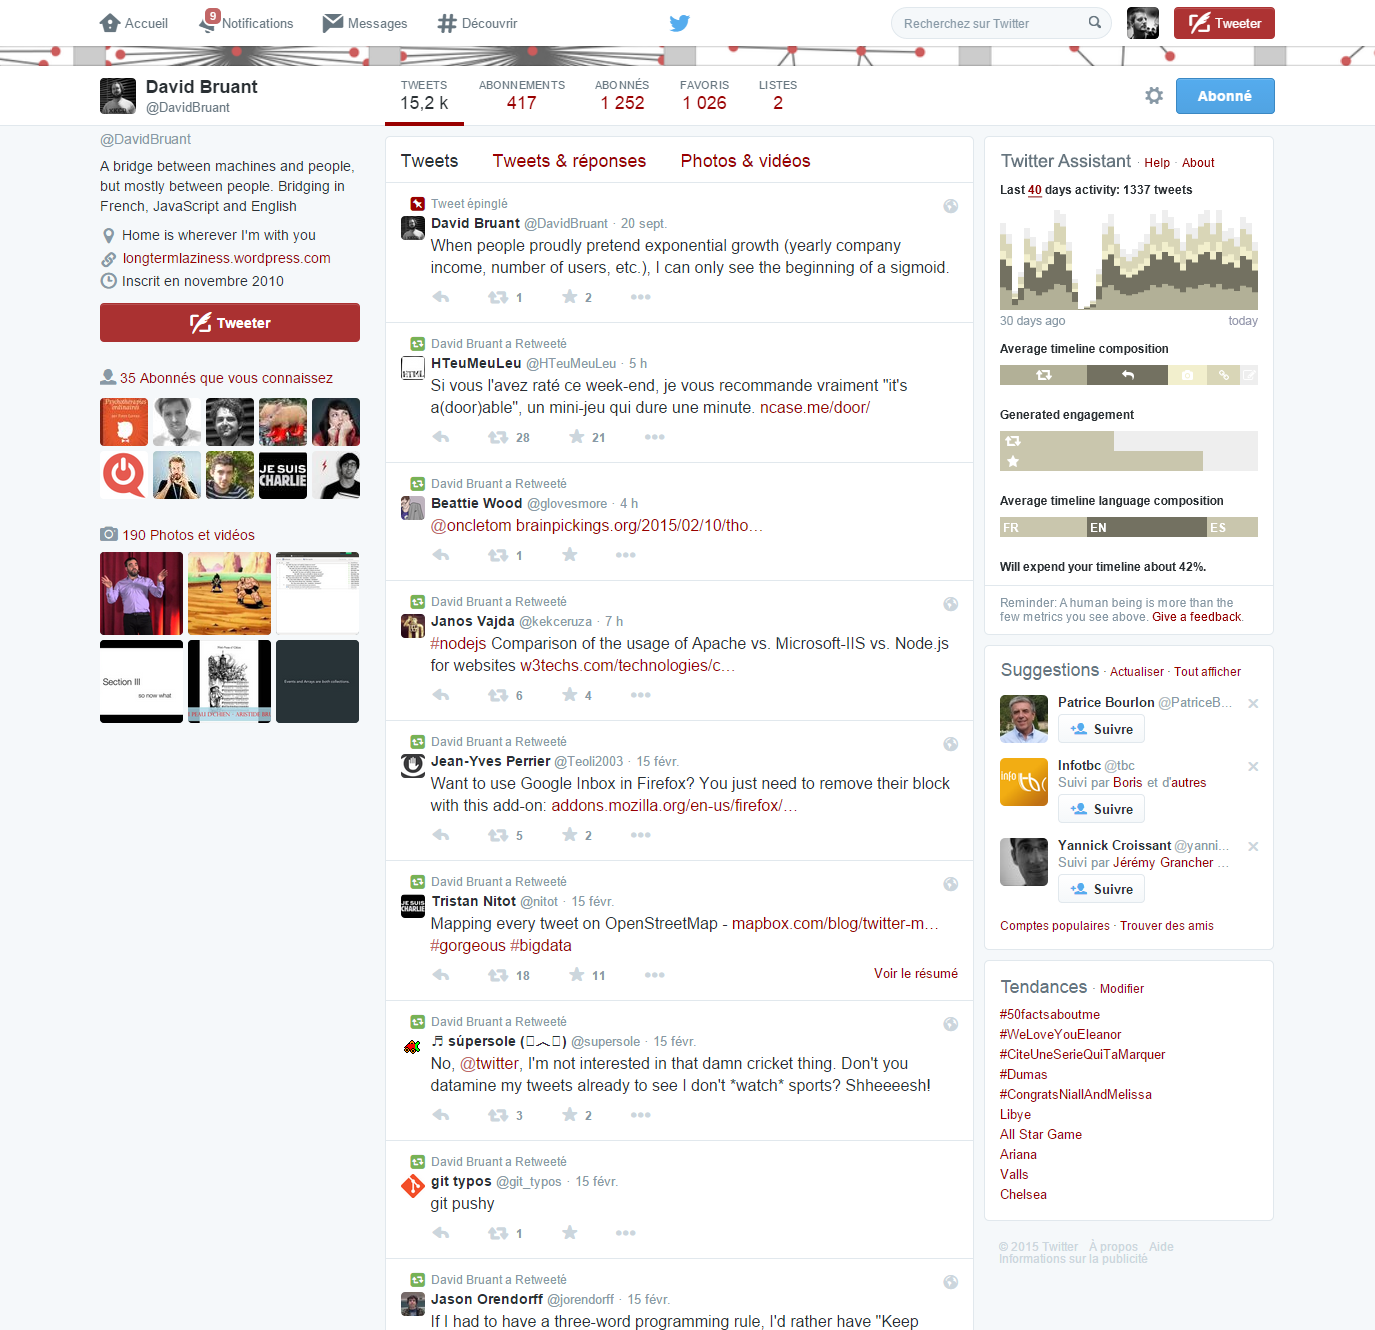 Accueil
9
Notifications
Messages
Découvrir
Recherchez sur Twitter
Tweeter
David Bruant
@DavidBruant
TWEETS
15,2 k
ABONNEMENTS
417
ABONNÉS
1 252
FAVORIS
1 026
LISTES
2
Abonné
@DavidBruant
A bridge between machines and people,
but mostly between people. Bridging in
French, JavaScript and English
Home is wherever I'm with you
longtermlaziness.wordpress.com
Inscrit en novembre 2010
Tweeter
35 Abonnés que vous connaissez
JE SUIS
CHARLIE
190 Photos et vidéos
Section III
so now what
Events and Arrays are both collections
Tweets
Tweets & réponses
Photos & vidéos
Tweet épinglé
David Bruant @DavidBruant · 20 sept.
When people proudly pretend exponential growth (yearly company
income, number of users, etc.), I can only see the beginning of a sigmoid.
1
2
David Bruant a Retweeté
HTeuMeuLeu @HTeuMeuLeu · 5 h
Si vous l'avez raté ce week-end, je vous recommande vraiment "it's
a(door)able", un mini-jeu qui dure une minute. ncase.me/door/
28
21
David Bruant a Retweeté
Beattie Wood @glovesmore · 4 h
@oncletom brainpickings.org/2015/02/10/tho…
1
David Bruant a Retweeté
Janos Vajda @kekceruza · 7 h
#nodejs Comparison of the usage of Apache vs. Microsoft-IIS vs. Node.js
for websites w3techs.com/technologies/c…
6
4
David Bruant a Retweeté
Jean-Yves Perrier @Teoli2003 · 15 févr.
Want to use Google Inbox in Firefox? You just need to remove their block
with this add-on: addons.mozilla.org/en-us/firefox/…
5
2
David Bruant a Retweeté
JE SUIS
CHARLIE
Tristan Nitot @nitot · 15 févr.
Mapping every tweet on OpenStreetMap - mapbox.com/blog/twitter-m…
#gorgeous #bigdata
18
11
Voir le résumé
David Bruant a Retweeté
♬ súpersole (▯︵▯) @supersole · 15 févr.
No, @twitter, I'm not interested in that damn cricket thing. Don't you
datamine my tweets already to see I don't *watch* sports? Shheeeesh!
3
2
David Bruant a Retweeté
git typos @git_typos · 15 févr.
git pushy
1
David Bruant a Retweeté
Jason Orendorff @jorendorff · 15 févr.
If I had to have a three-word programming rule, I'd rather have "Keep
Twitter Assistant · Help · About
Last 40 days activity: 1337 tweets
30 days ago
today
Average timeline composition
Generated engagement
Average timeline language composition
FR
EN
ES
Will expend your timeline about 42%.
Reminder: A human being is more than the
few metrics you see above. Give a feedback.
Suggestions · Actualiser · Tout afficher
Patrice Bourlon @PatriceB...
Suivre
info
tbc
Infotbc @tbc
Suivi par Boris et d'autres
Suivre
Yannick Croissant @yanni...
Suivi par Jérémy Grancher ...
Suivre
Comptes populaires · Trouver des amis
Tendances · Modifier
#50factsaboutme
#WeLoveYouEleanor
#CiteUneSerieQuiTaMarquer
#Dumas
#CongratsNiallAndMelissa
Libye
All Star Game
Ariana
Valls
Chelsea
© 2015 Twitter À propos Aide
Informations sur la publicité